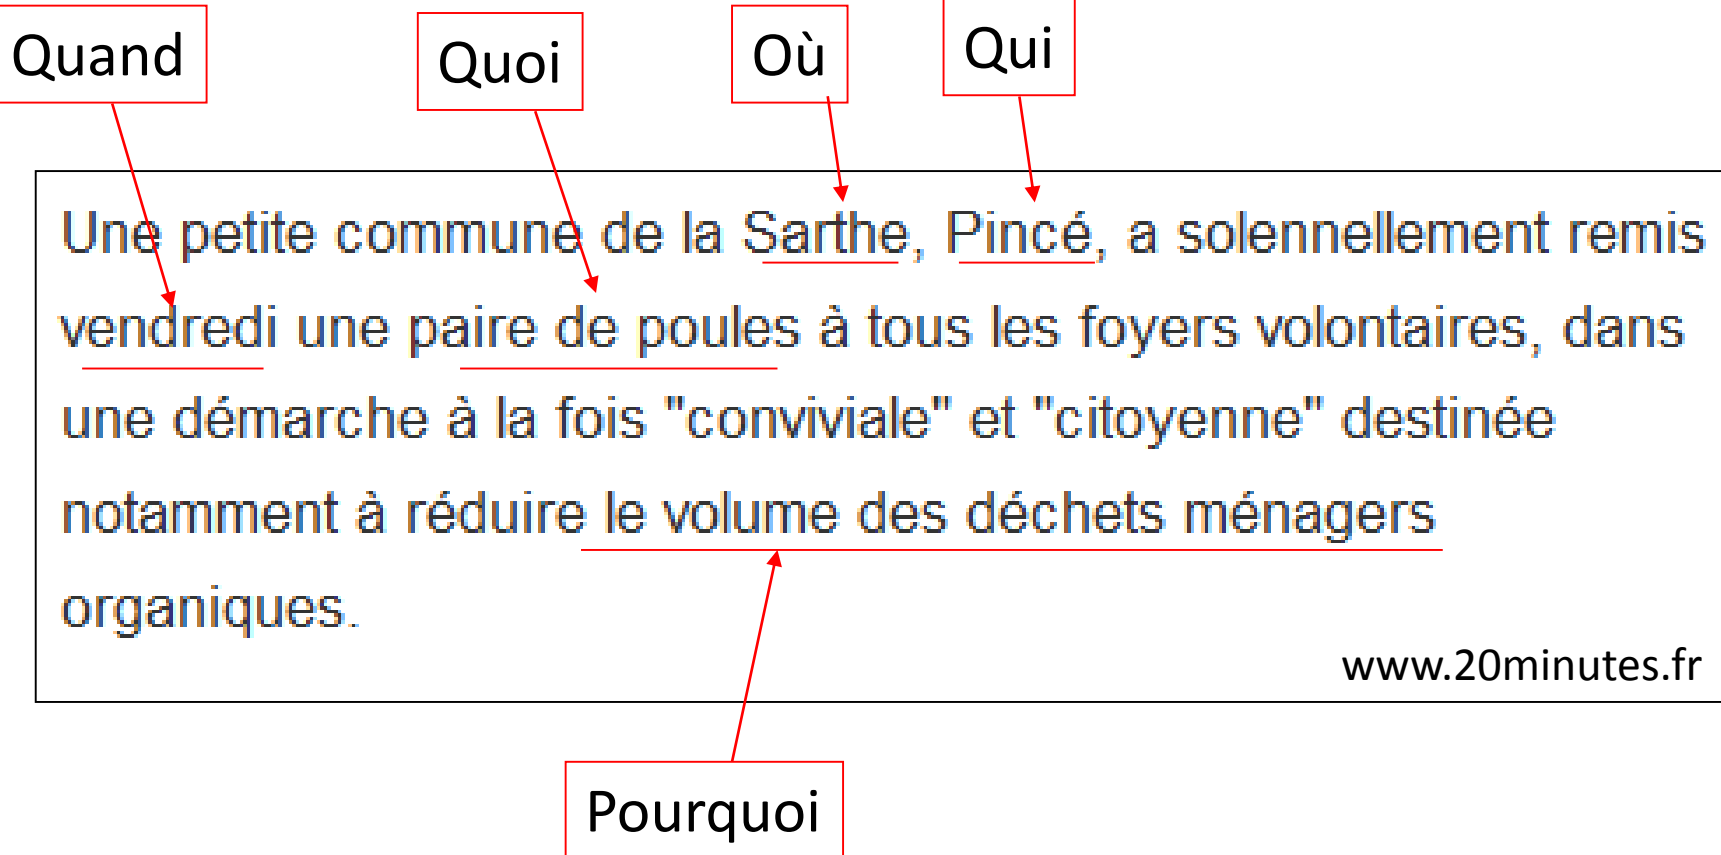 Quand
Quoi
Où
Qui
Une petite commune de la Sarthe, Pincé, a solennellement remis
vendredi une paire de poules à tous les foyers volontaires, dans
une démarche à la fois "conviviale" et "citoyenne" destinée
notamment à réduire le volume des déchets ménagers
organiques.
www.20minutes.fr
Pourquoi